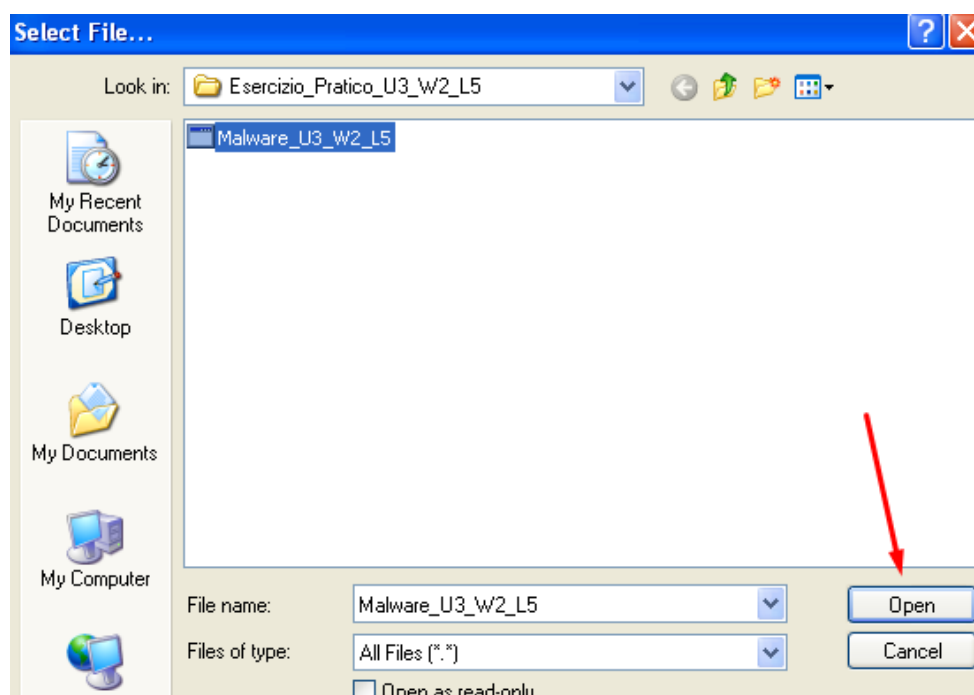 Select File...
Look in:
Esercizio_Pratico_U3_W2_L5
Malware_U3_W2_L5
My Recent
Documents
Desktop
My Documents
My Computer
File name:
Malware_U3_W2_L5
Open
Files of type:
All Files (*.*)
Cancel
Open as read-only